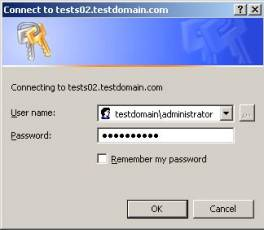 Connect to tests02.testdomain.com
Connecting to tests02.testdomain.com
User name: testdomain\administrator
Password: ••••••••••
Remember my password
OK Cancel